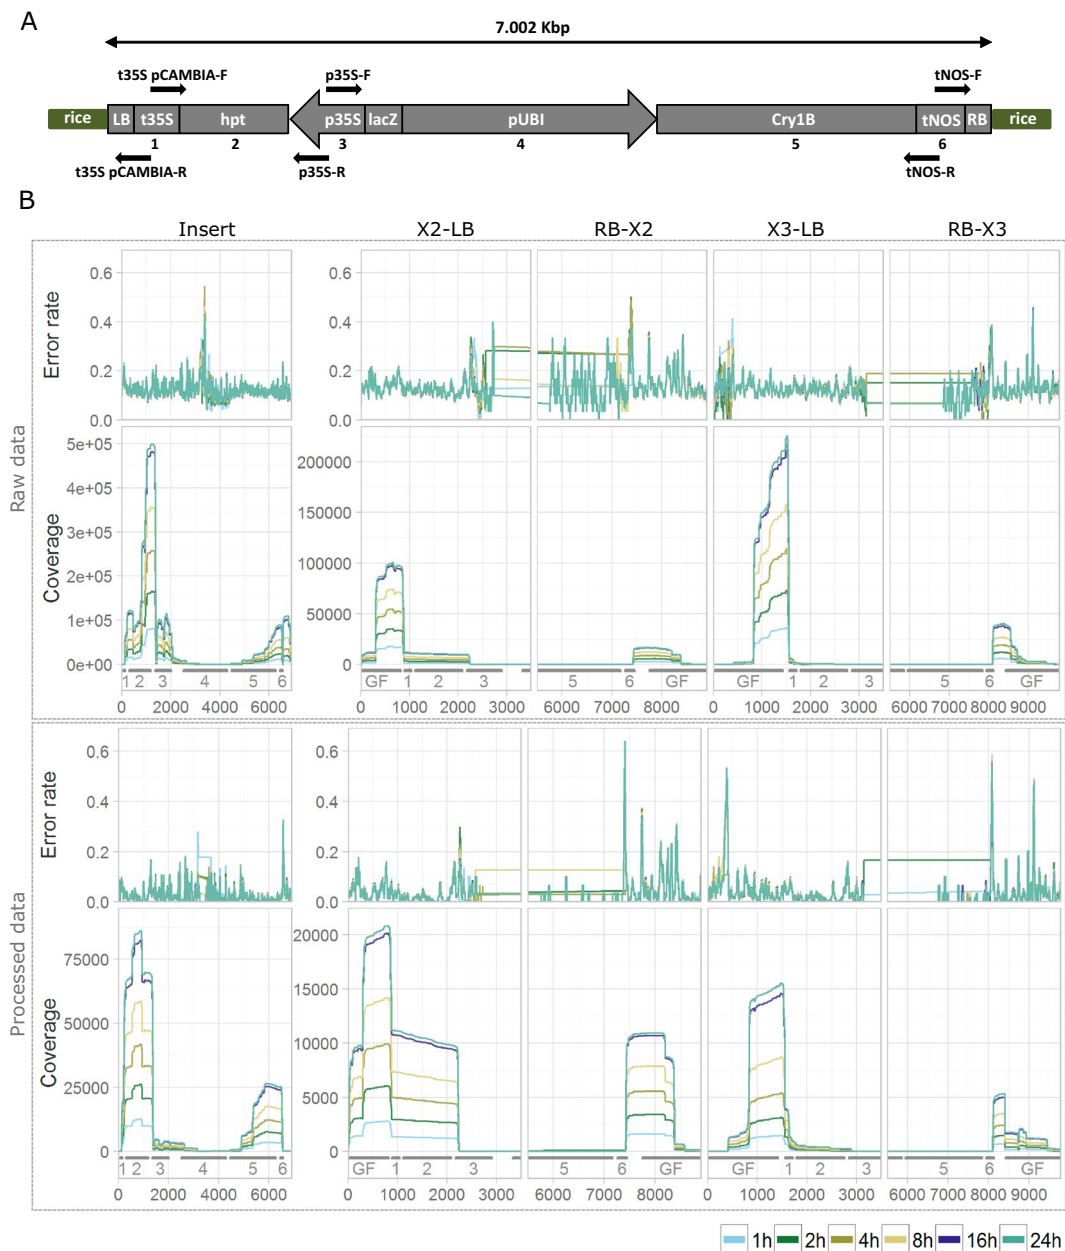 A
7.002 Kbp
t35S pCAMBIA-F
p35S-F
tNOS-F
rice LB t35S hpt p35S lacZ pUBI Cry1B tNOS RB rice
1 2 3 4 5 6
t35S pCAMBIA-R
p35S-R
tNOS-R
B
Insert X2-LB RB-X2 X3-LB RB-X3
Raw data
Error rate
0.6
0.4
0.2
0.0
Coverage
5e+05
4e+05
3e+05
2e+05
1e+05
0e+00
200000
150000
100000
50000
0
1 2 3 4 5 6 GF 1 2 3 5 6 GF GF 1 2 3 5 6 GF
0 2000 4000 6000 0 1000 2000 3000 6000 7000 8000 0 1000 2000 3000 6000 7000 8000 9000
Processed data
Error rate
0.6
0.4
0.2
0.0
0.6
0.4
0.2
0.0
Coverage
75000
50000
25000
0
20000
15000
10000
5000
0
1 2 3 4 5 6 GF 1 2 3 5 6 GF GF 1 2 3 5 6 GF
0 2000 4000 6000 0 1000 2000 3000 6000 7000 8000 0 1000 2000 3000 6000 7000 8000 9000
1h 2h 4h 8h 16h 24h